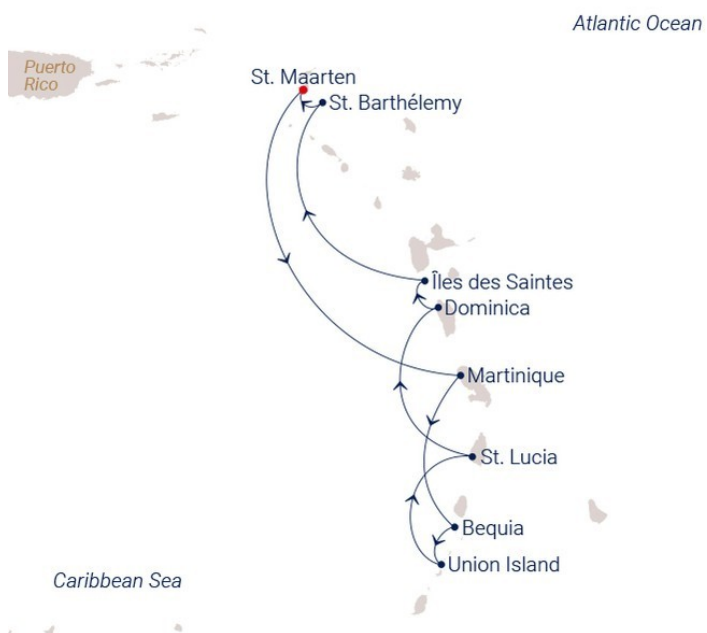 Atlantic Ocean
Puerto
Rico
St. Maarten
St. Barthélemy
Îles des Saintes
Dominica
Martinique
St. Lucia
Bequia
Union Island
Caribbean Sea